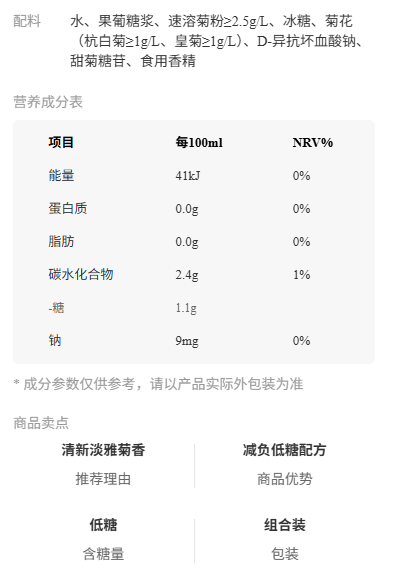 配料
水、果葡糖浆、速溶菊粉≥2.5g/L、冰糖、菊花
（杭白菊≥1g/L、皇菊≥1g/L）、D-异抗坏血酸钠、
甜菊糖苷、食用香精
营养成分表
项目 每100ml NRV%
能量 41kJ 0%
蛋白质 0.0g 0%
脂肪 0.0g 0%
碳水化合物 2.4g 1%
-糖 1.1g
钠 9mg 0%
* 成分参数仅供参考，请以产品实际外包装为准
商品卖点
清新淡雅菊香 减负低糖配方
推荐理由 商品优势
低糖 组合装
含糖量 包装